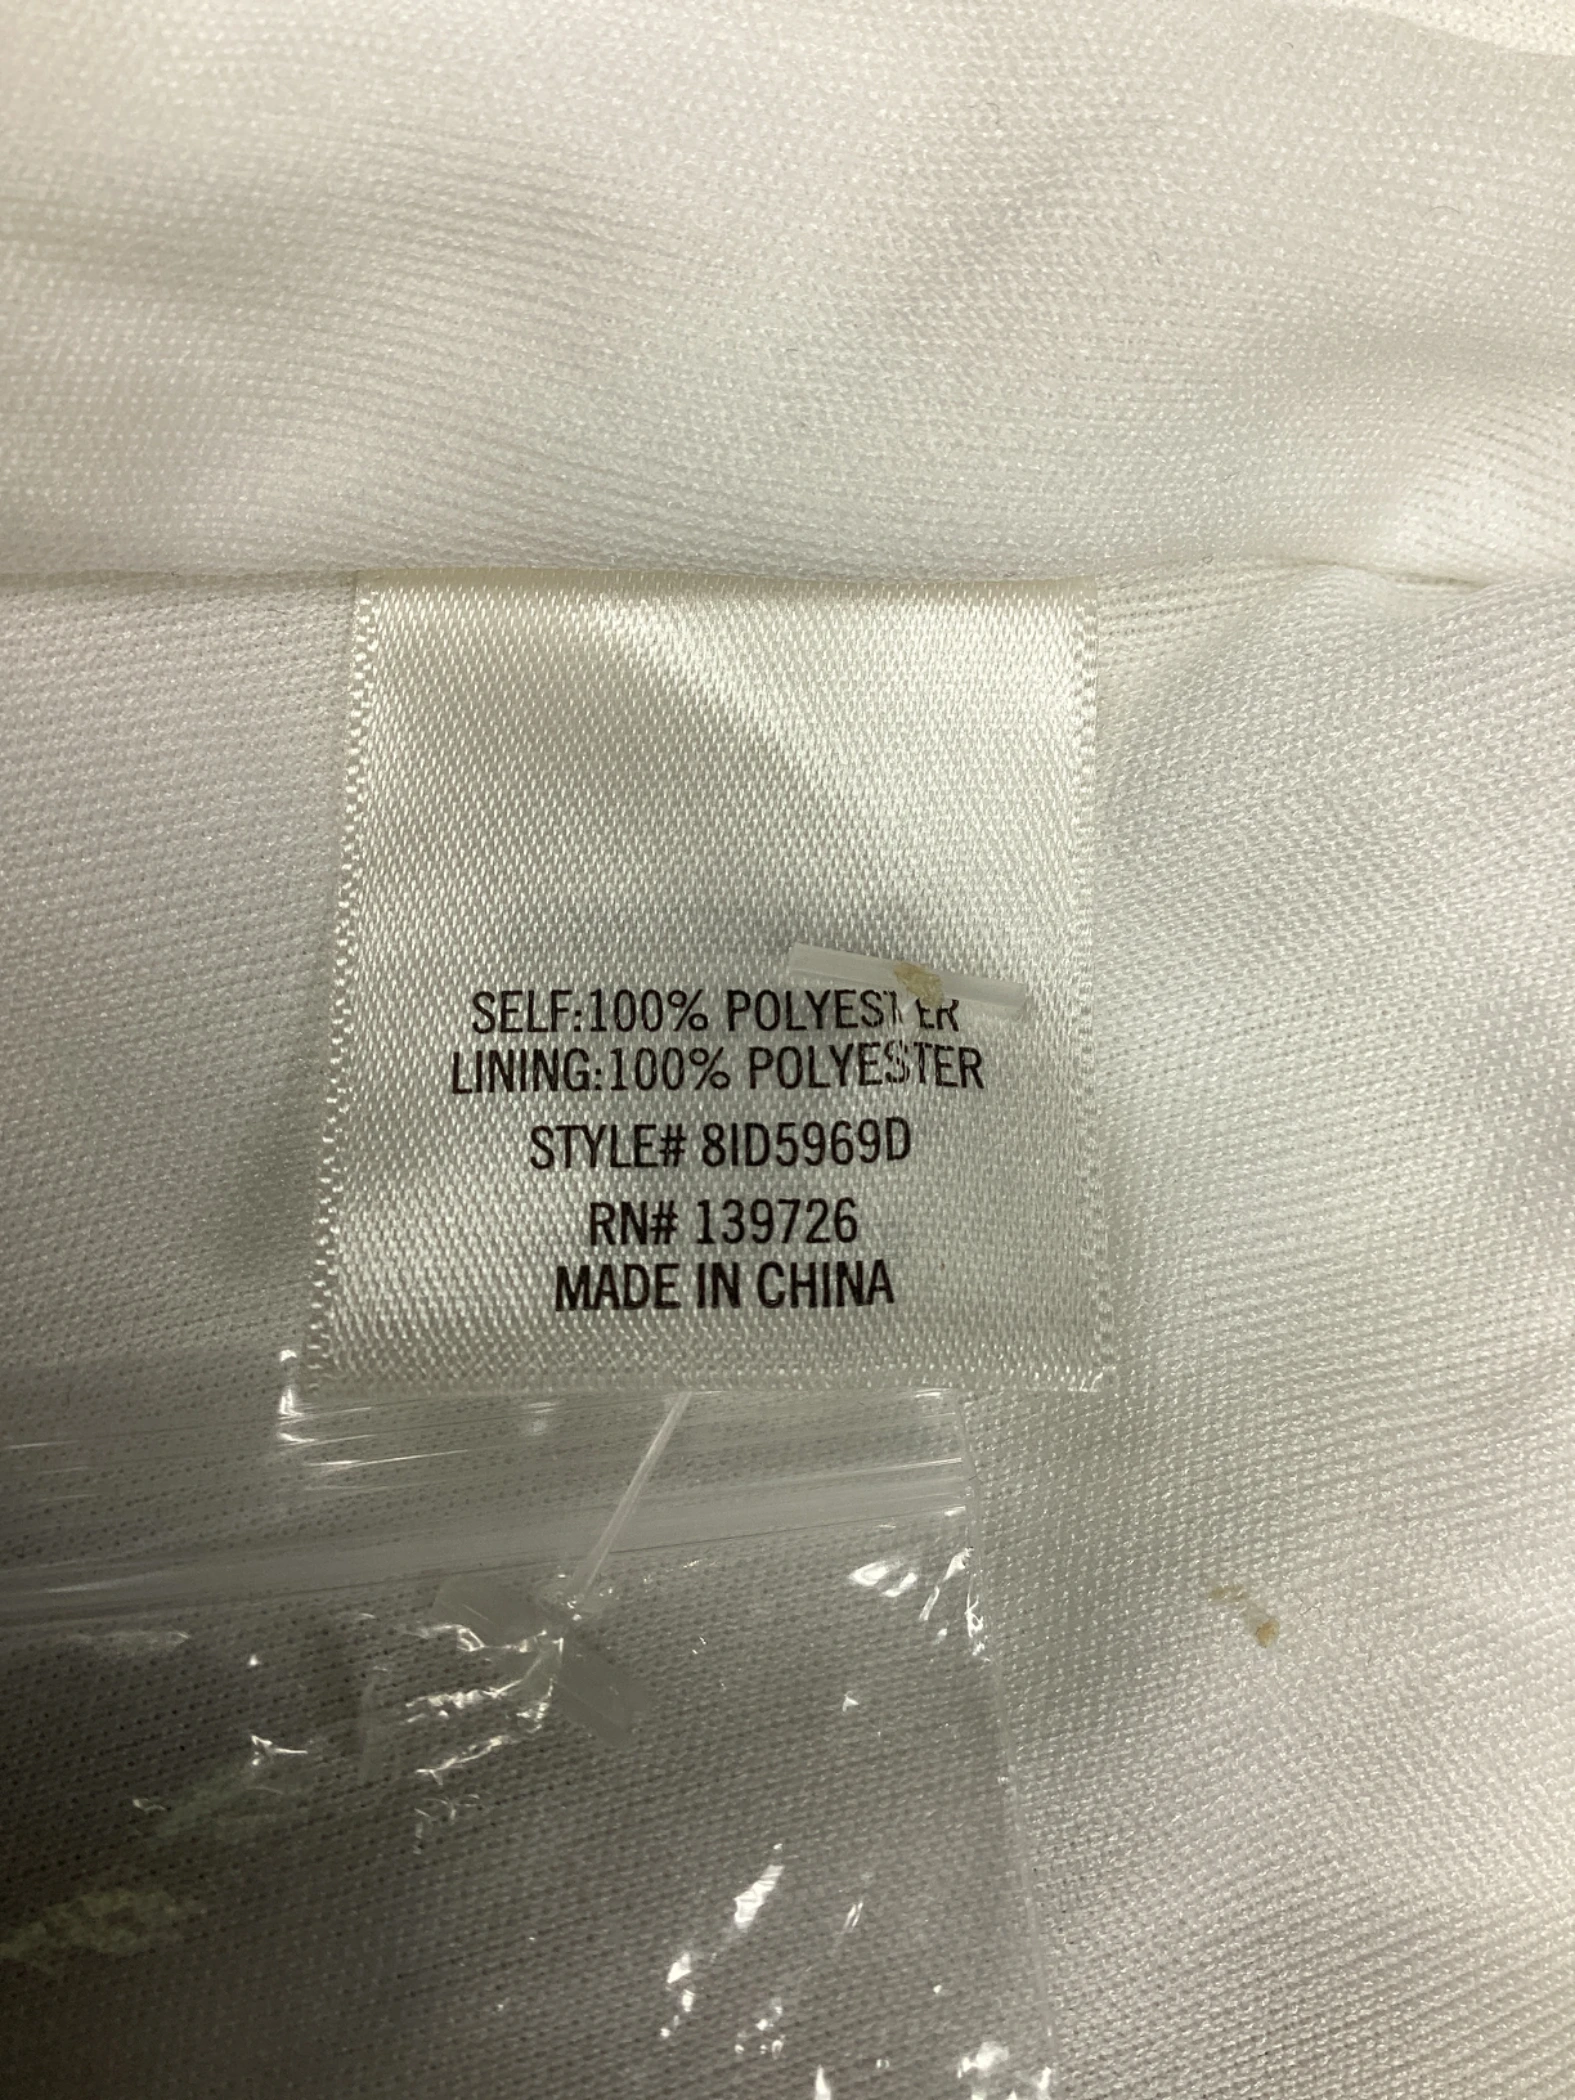 SELF:100% POLYESTER
LINING:100% POLYESTER
STYLE# 8ID5969D
RN# 139726
MADE IN CHINA